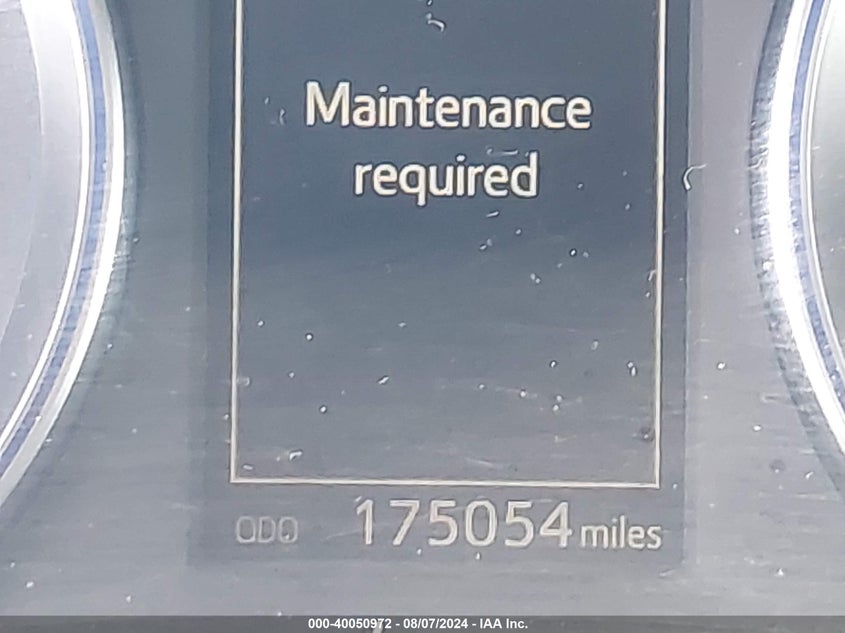 Maintenance
required
ODO 175054 miles
000-40050972 - 08/07/2024 - IAA Inc.